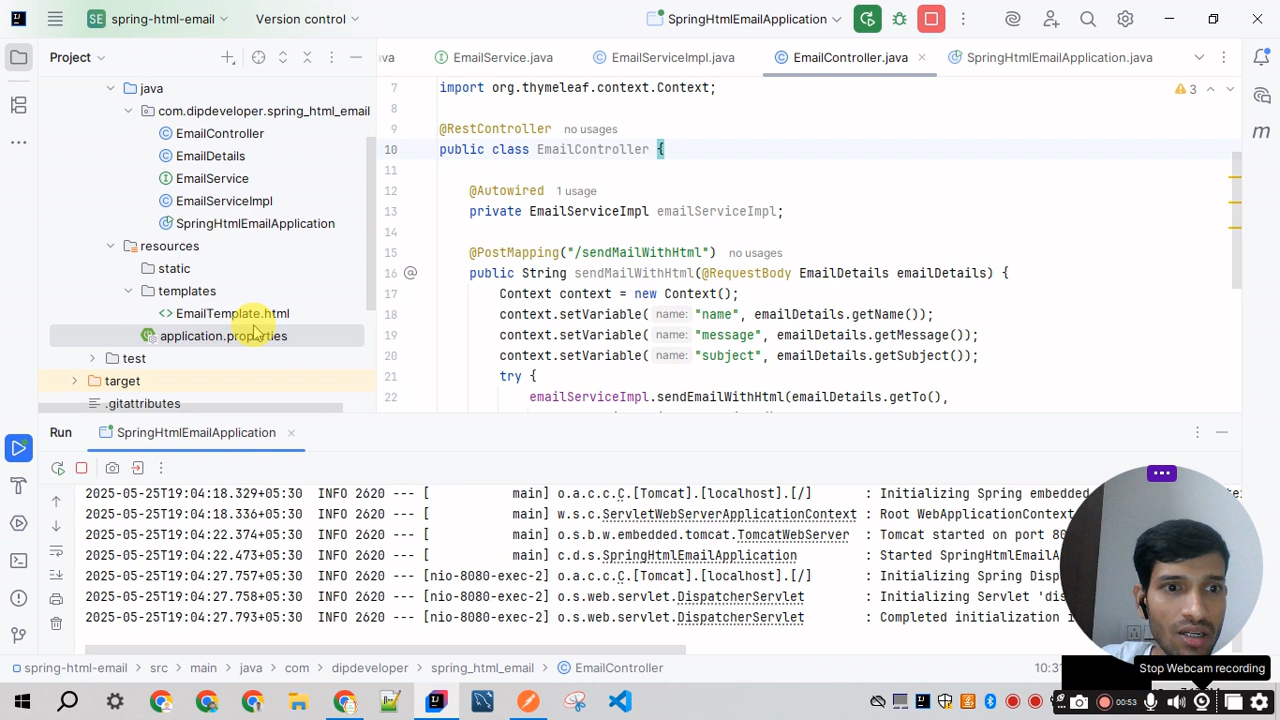 SE spring-html-email Version control SpringHtmlEmailApplication
Project
ava EmailService.java EmailServiceImpl.java EmailController.java SpringHtmlEmailApplication.java
java
com.dipdeveloper.spring_html_email
EmailController
EmailDetails
EmailService
EmailServiceImpl
SpringHtmlEmailApplication
resources
static
templates
<> EmailTemplate.html
application.properties
test
target
.gitattributes
3
7 import org.thymeleaf.context.Context;
8
9 @RestController no usages
10 public class EmailController {
11
12 @Autowired 1 usage
13 private EmailServiceImpl emailServiceImpl;
14
15 @PostMapping("/sendMailWithHtml") no usages
16 public String sendMailWithHtml(@RequestBody EmailDetails emailDetails) {
17 Context context = new Context();
18 context.setVariable( name: "name", emailDetails.getName());
19 context.setVariable( name: "message", emailDetails.getMessage());
20 context.setVariable( name: "subject", emailDetails.getSubject());
21 try {
22 emailServiceImpl.sendEmailWithHtml(emailDetails.getTo(),
Run SpringHtmlEmailApplication
2025-05-25T19:04:18.329+05:30 INFO 2620 --- [ main] o.a.c.c.C.[Tomcat].[localhost].[/] : Initializing Spring embedded
2025-05-25T19:04:18.336+05:30 INFO 2620 --- [ main] w.s.c.ServletWebServerApplicationContext : Root WebApplicationContext
2025-05-25T19:04:22.374+05:30 INFO 2620 --- [ main] o.s.b.w.embedded.tomcat.TomcatWebServer : Tomcat started on port 80
2025-05-25T19:04:22.473+05:30 INFO 2620 --- [ main] c.d.s.SpringHtmlEmailApplication : Started SpringHtmlEmailA
2025-05-25T19:04:27.757+05:30 INFO 2620 --- [nio-8080-exec-2] o.a.c.c.C.[Tomcat].[localhost].[/] : Initializing Spring Disp
2025-05-25T19:04:27.758+05:30 INFO 2620 --- [nio-8080-exec-2] o.s.web.servlet.DispatcherServlet : Initializing Servlet 'dis
2025-05-25T19:04:27.793+05:30 INFO 2620 --- [nio-8080-exec-2] o.s.web.servlet.DispatcherServlet : Completed initialization i
spring-html-email > src > main > java > com > dipdeveloper > spring_html_email > EmailController 10:31
Stop Webcam recording
00:53